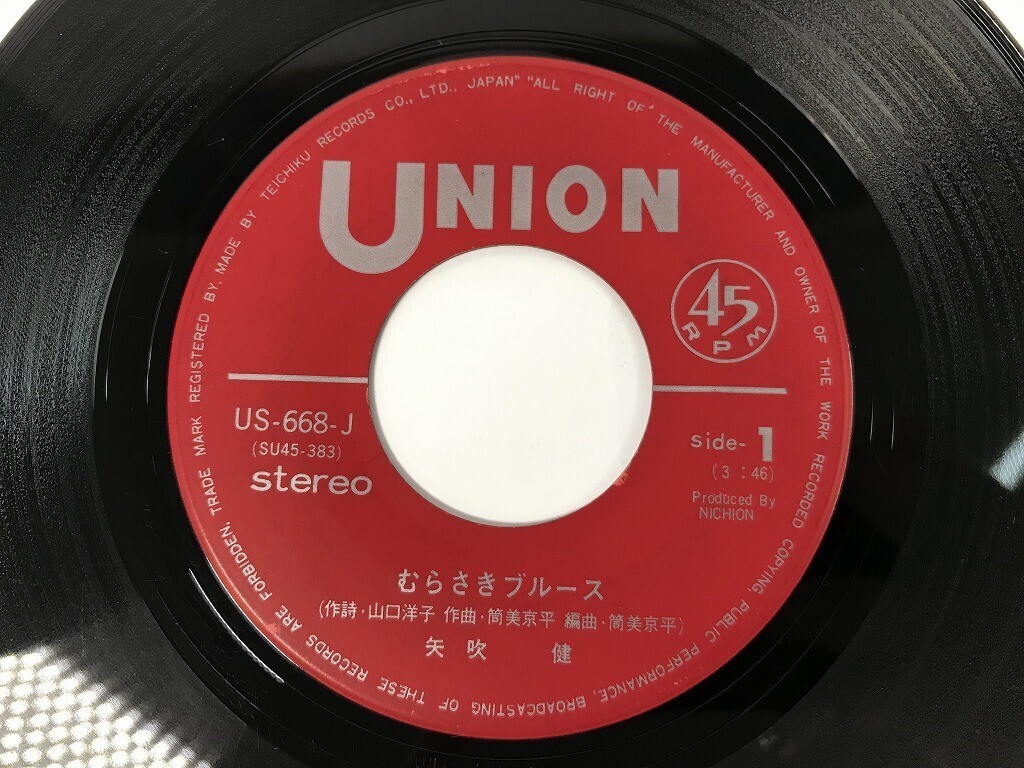 TRADE MARK REGISTERED BY. MADE BY TEICHIKU RECORDS CO., LTD., JAPAN" "ALL RIGHT OF THE MANUFACTURER AND OWNER OF THE WORK RECORDED COPYING, PUBLIC PERFORMANCE, BROADCASTING OF THESE RECORDS ARE FORBIDDEN,
UNION
45
RPM
US-668-J
(SU45-383)
stereo
side-1
(3:46)
Produced By
NICHION
むらさきブルース
(作詩・山口洋子 作曲・筒美京平 編曲・筒美京平)
矢吹 健